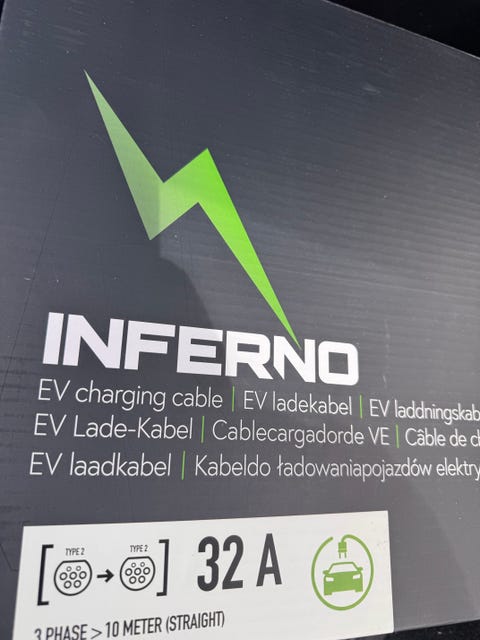 INFERNO
EV charging cable | EV ladekabel | EV laddningskab
EV Lade-Kabel | Cablecargadorde VE | Câble de c
EV laadkabel | Kabeldo ładowaniapojazdów elektry
TYPE 2 TYPE 2
32 A
3 PHASE > 10 METER (STRAIGHT)